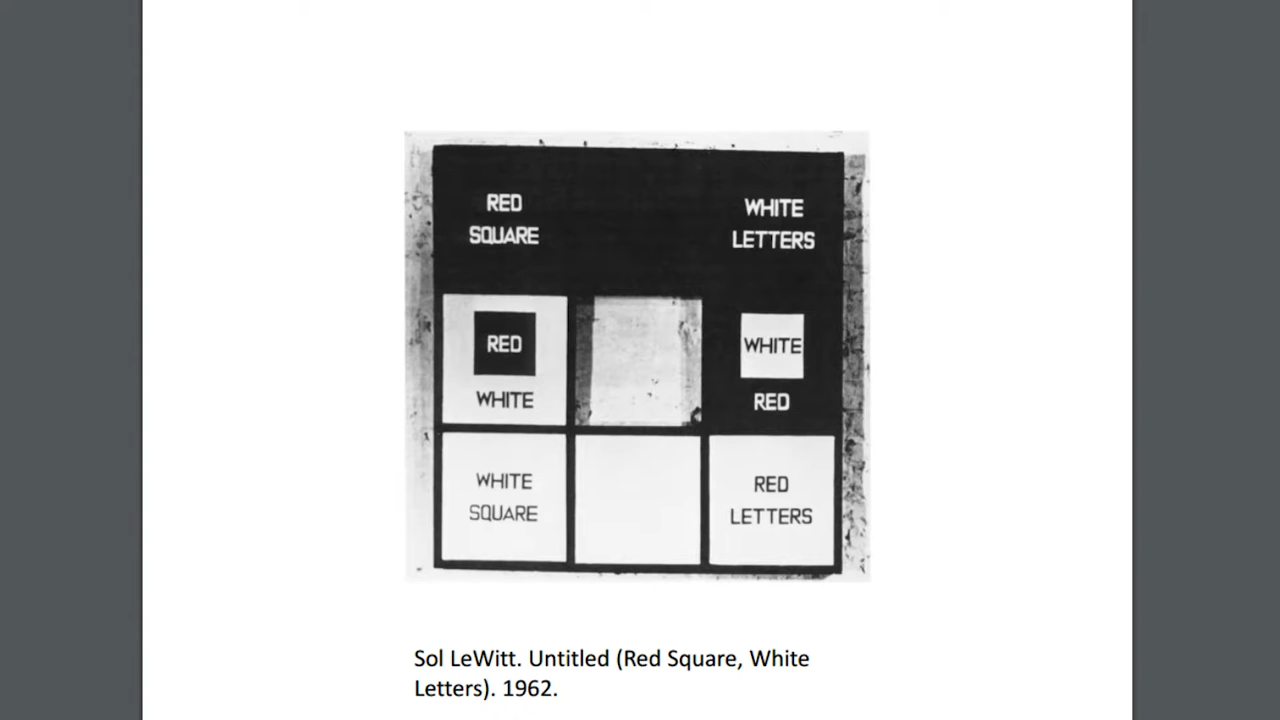 RED
SQUARE
WHITE
LETTERS
RED
WHITE
WHITE
RED
WHITE
SQUARE
RED
LETTERS
Sol LeWitt. Untitled (Red Square, White
Letters). 1962.